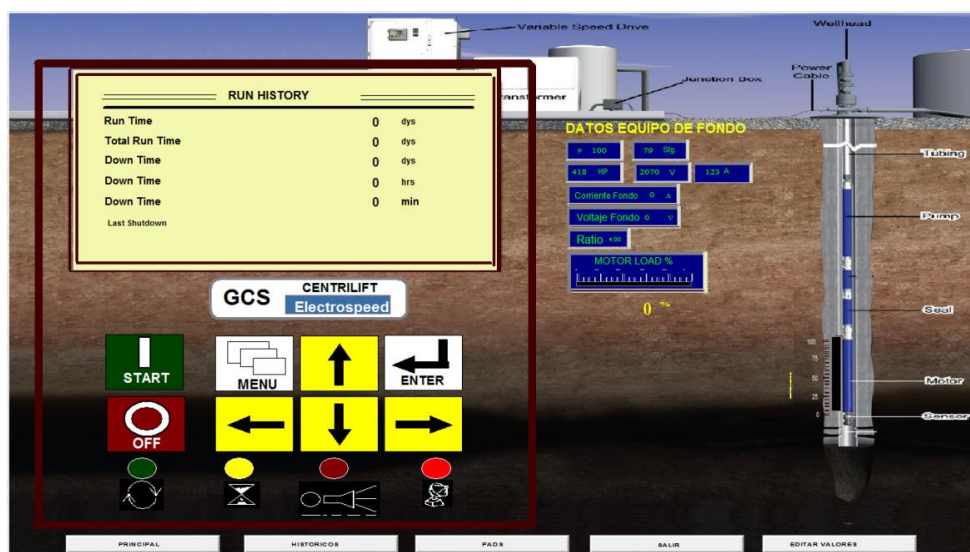 Variable Speed Drive
Wellhead
Power
Cable
Junction Box
ransformer
RUN HISTORY
Run Time 0 dys
Total Run Time 0 dys
Down Time 0 dys
Down Time 0 hrs
Down Time 0 min
Last Shutdown
DATOS EQUIPO DE FONDO
# 100 79 Stg.
418 HP 2070 V 123 A
Corriente Fondo 0 A
Voltaje Fondo 0 V
Ratio 4.00
MOTOR LOAD %
0 %
Tubing
Pump
Seal
Motor
Sensor
100
75
50
25
0
GCS CENTRILIFT
Electrospeed
START
MENU
ENTER
OFF
PRINCIPAL HISTORICOS PADS SALIR EDITAR VALORES